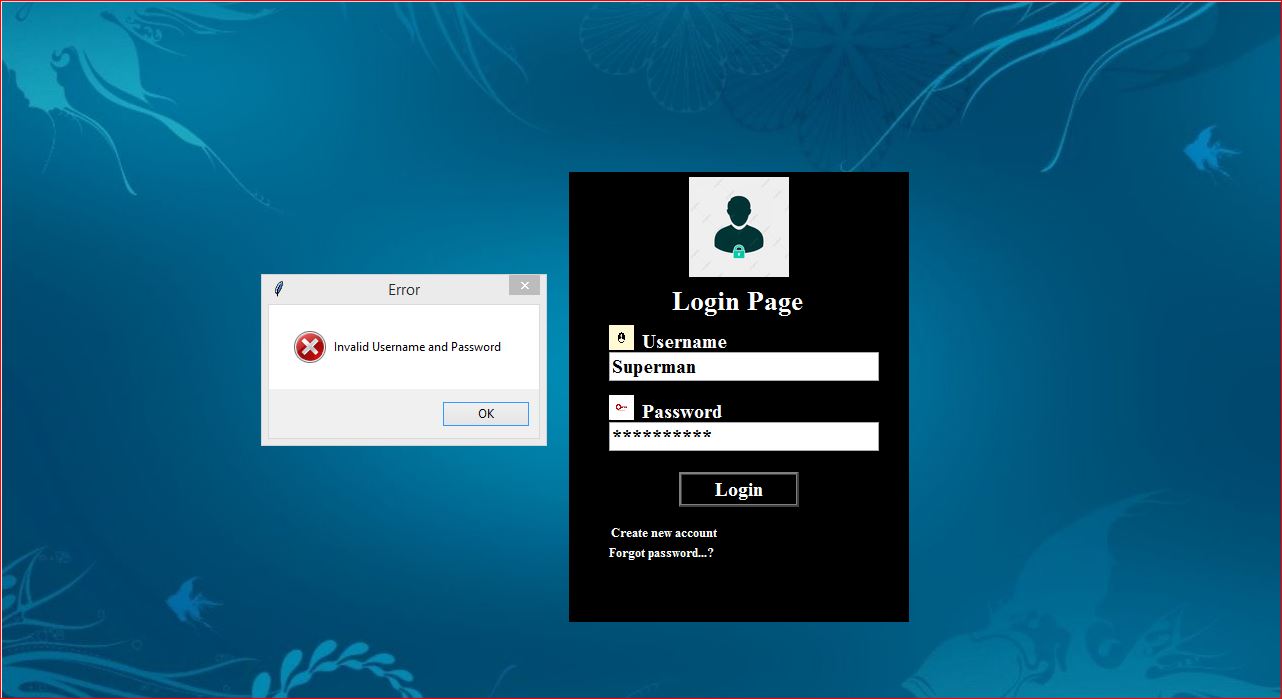 Error
Invalid Username and Password
OK
Login Page
Username
Superman
Password
**********
Login
Create new account
Forgot password...?